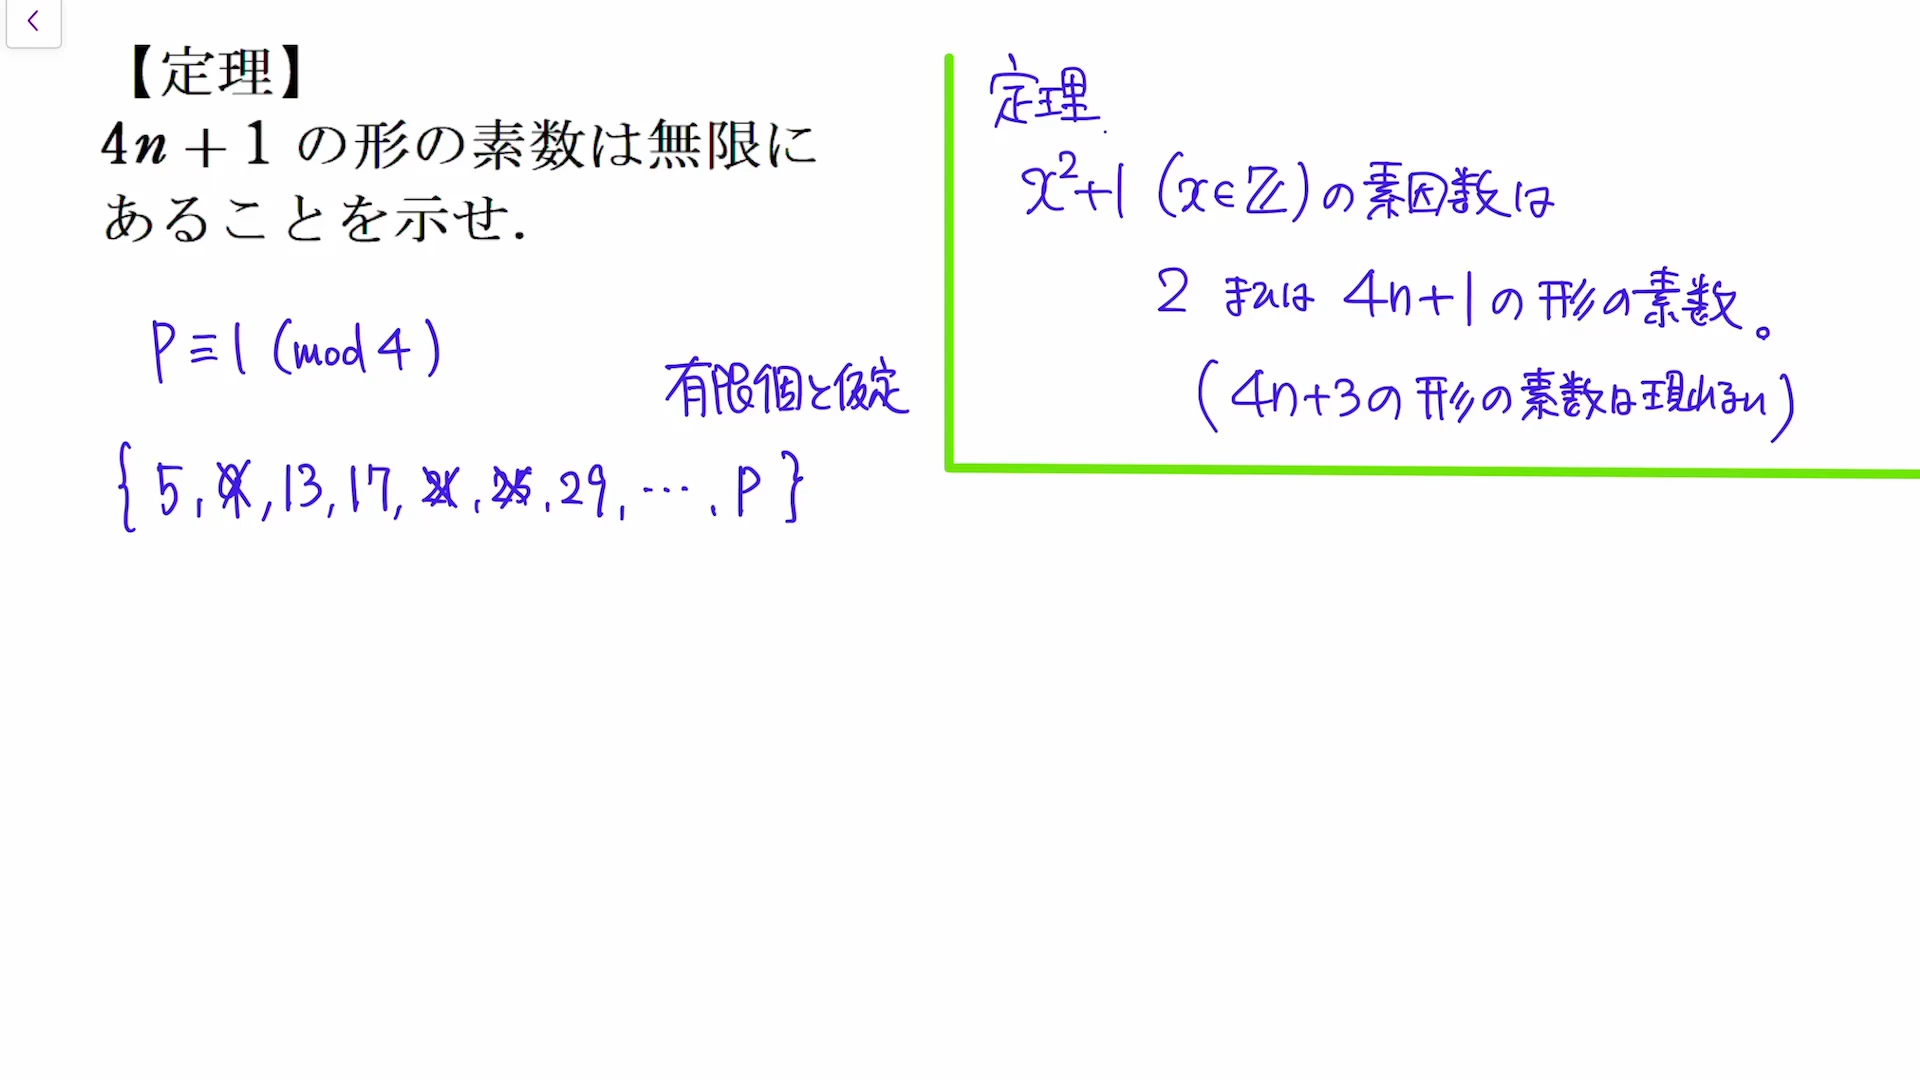 【定理】
4n + 1 の形の素数は無限に
あることを示せ.
P ≡ 1 (mod 4)
有限個と仮定
{ 5, 9, 13, 17, 21, 25, 29, ⋯, P }
定理.
x²+1 (x∈ℤ) の素因数は
2 または 4n+1 の形の素数。
(4n+3の形の素数は現れない)